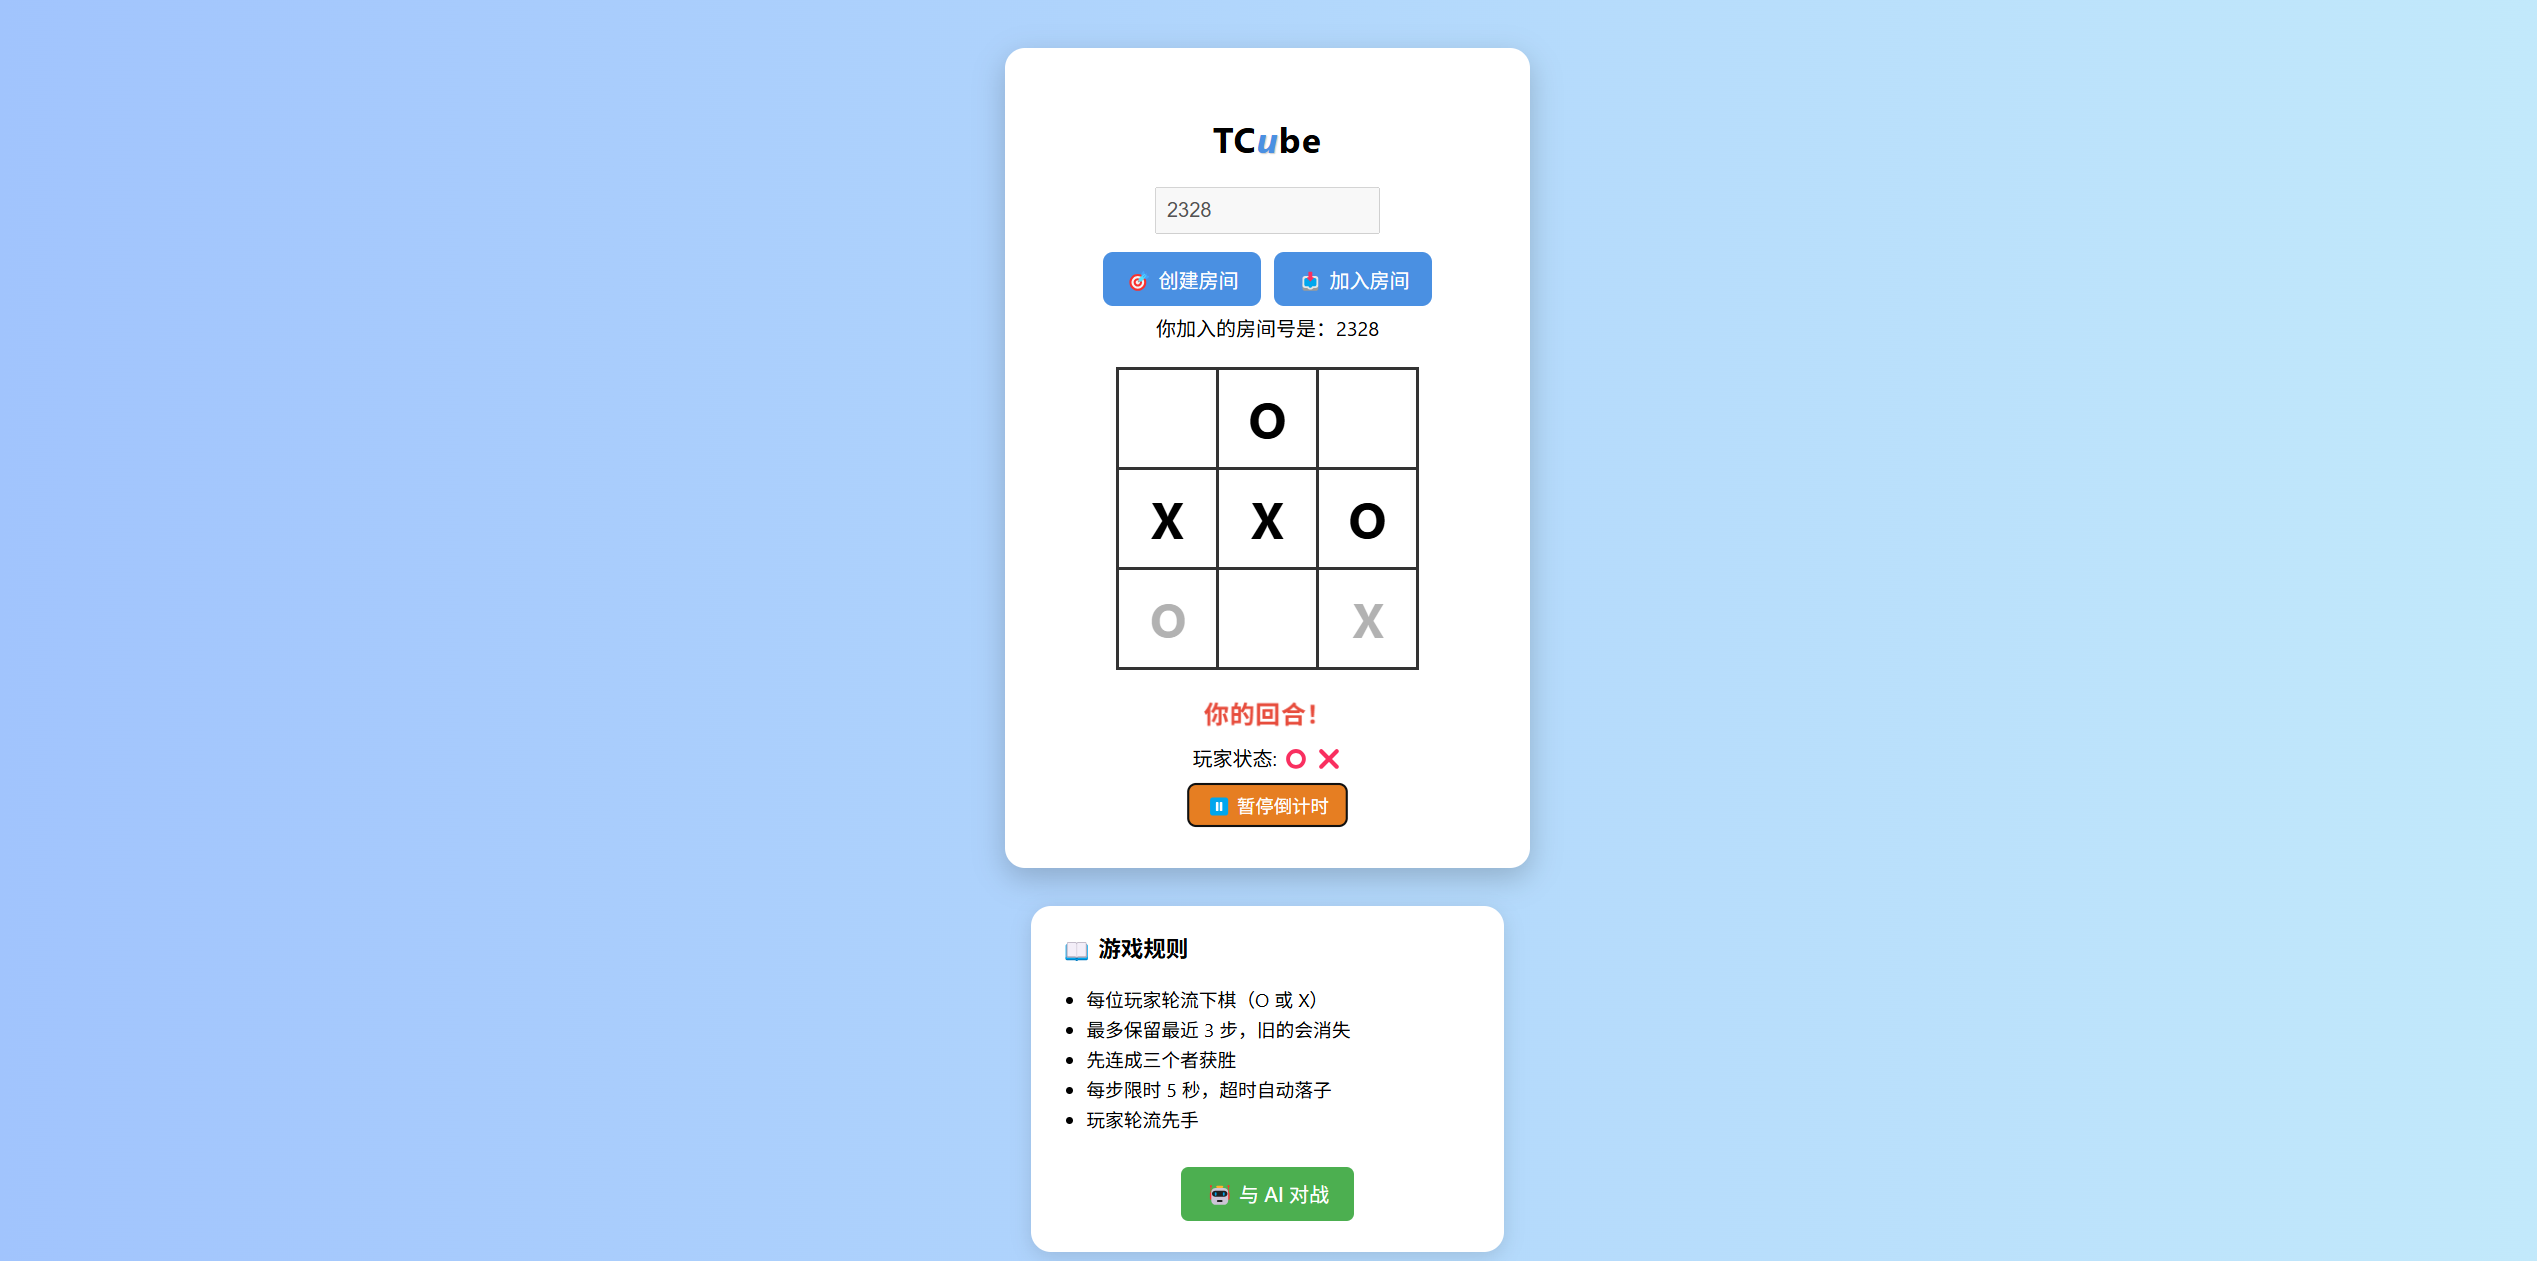 TCube
2328
🎯 创建房间 📥 加入房间
你加入的房间号是：2328
O
X X O
O X
你的回合！
玩家状态: ⭕ ❌
⏸️ 暂停倒计时
📖 游戏规则
• 每位玩家轮流下棋（O 或 X）
• 最多保留最近 3 步，旧的会消失
• 先连成三个者获胜
• 每步限时 5 秒，超时自动落子
• 玩家轮流先手
🤖 与 AI 对战